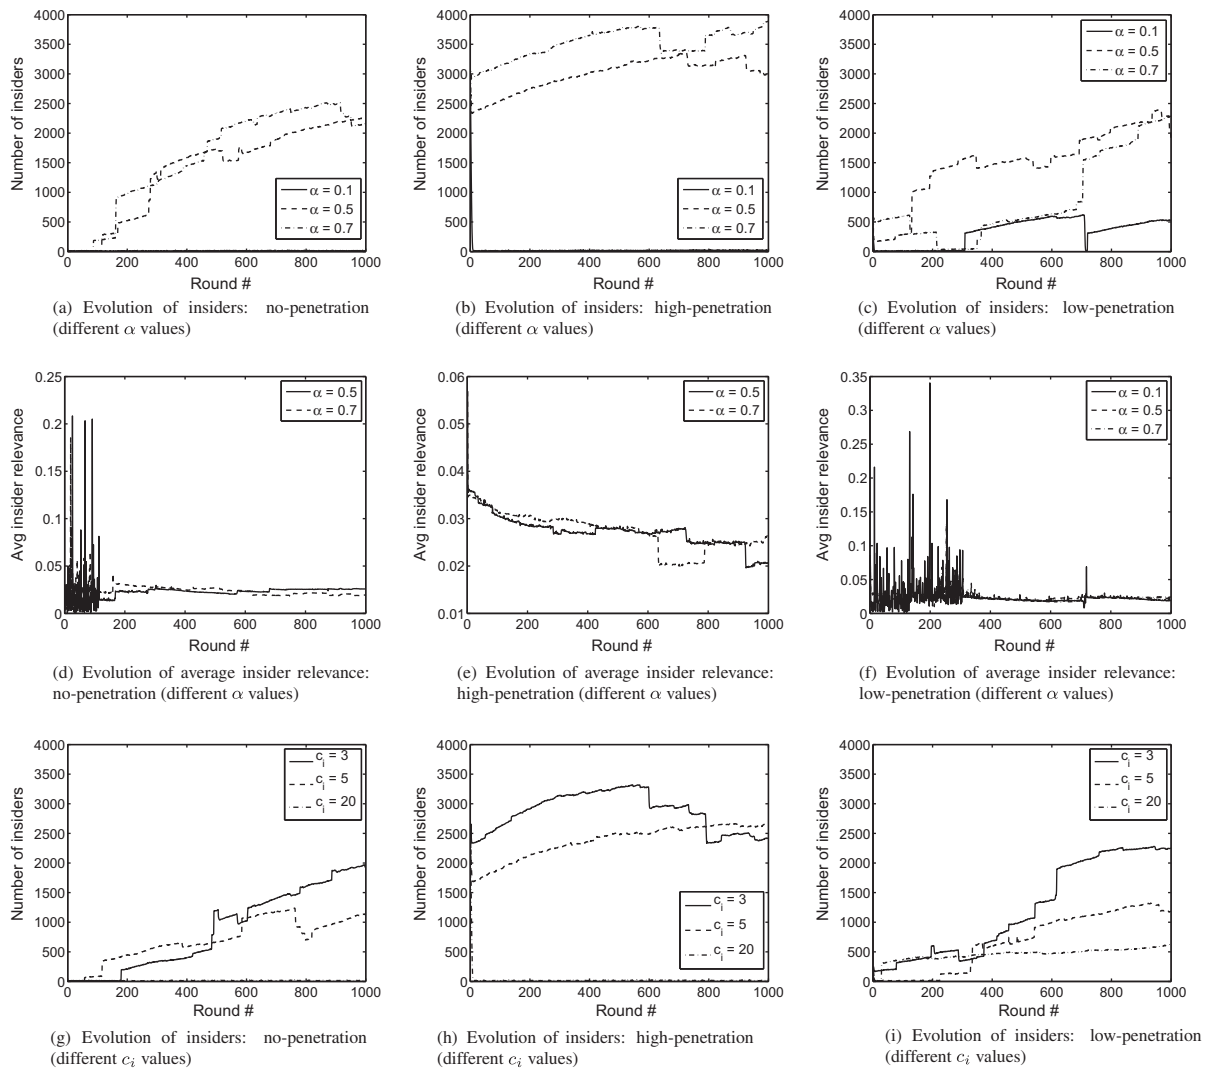 4000
3500
3000
2500
2000
1500
1000
500
0
Number of insiders
α = 0.1
α = 0.5
α = 0.7
0 200 400 600 800 1000
Round #
(a) Evolution of insiders: no-penetration
(different α values)
4000
3500
3000
2500
2000
1500
1000
500
0
Number of insiders
α = 0.1
α = 0.5
α = 0.7
0 200 400 600 800 1000
Round #
(b) Evolution of insiders: high-penetration
(different α values)
4000
3500
3000
2500
2000
1500
1000
500
0
Number of insiders
α = 0.1
α = 0.5
α = 0.7
0 200 400 600 800 1000
Round #
(c) Evolution of insiders: low-penetration
(different α values)
0.25
0.2
0.15
0.1
0.05
0
Avg insider relevance
α = 0.5
α = 0.7
0 200 400 600 800 1000
Round #
(d) Evolution of average insider relevance:
no-penetration (different α values)
0.06
0.05
0.04
0.03
0.02
0.01
Avg insider relevance
α = 0.5
α = 0.7
0 200 400 600 800 1000
Round #
(e) Evolution of average insider relevance:
high-penetration (different α values)
0.35
0.3
0.25
0.2
0.15
0.1
0.05
0
Avg insider relevance
α = 0.1
α = 0.5
α = 0.7
0 200 400 600 800 1000
Round #
(f) Evolution of average insider relevance:
low-penetration (different α values)
4000
3500
3000
2500
2000
1500
1000
500
0
Number of insiders
c_i = 3
c_i = 5
c_i = 20
0 200 400 600 800 1000
Round #
(g) Evolution of insiders: no-penetration
(different c_i values)
4000
3500
3000
2500
2000
1500
1000
500
0
Number of insiders
c_i = 3
c_i = 5
c_i = 20
0 200 400 600 800 1000
Round #
(h) Evolution of insiders: high-penetration
(different c_i values)
4000
3500
3000
2500
2000
1500
1000
500
0
Number of insiders
c_i = 3
c_i = 5
c_i = 20
0 200 400 600 800 1000
Round #
(i) Evolution of insiders: low-penetration
(different c_i values)